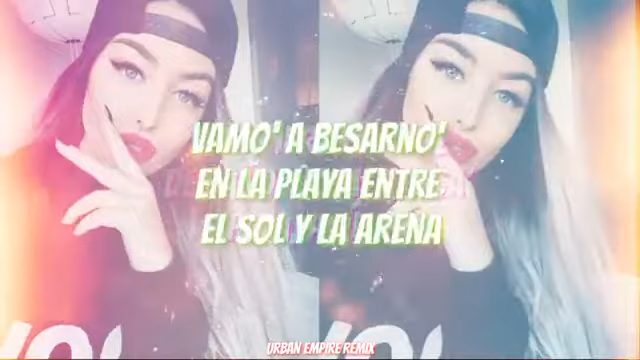 VAMO' A BESARNO'
EN LA PLAYA ENTRE
EL SOL Y LA ARENA
URBAN EMPIRE REMIX